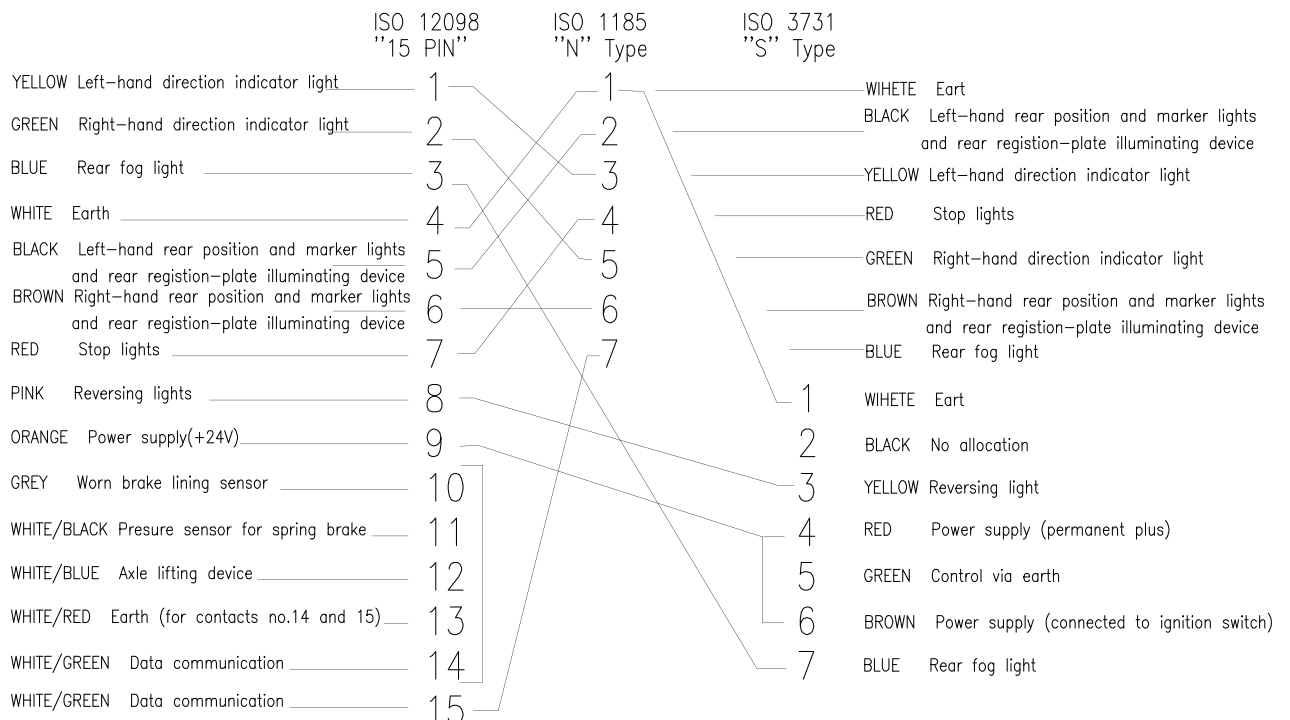 ISO 12098 ISO 1185 ISO 3731
"15 PIN" "N" Type "S" Type
YELLOW Left-hand direction indicator light 1 1 WIHETE Eart
GREEN Right-hand direction indicator light 2 2 BLACK Left-hand rear position and marker lights
and rear registion-plate illuminating device
BLUE Rear fog light 3 3 YELLOW Left-hand direction indicator light
WHITE Earth 4 4 RED Stop lights
BLACK Left-hand rear position and marker lights 5 5 GREEN Right-hand direction indicator light
and rear registion-plate illuminating device
BROWN Right-hand rear position and marker lights 6 6 BROWN Right-hand rear position and marker lights
and rear registion-plate illuminating device and rear registion-plate illuminating device
RED Stop lights 7 7 BLUE Rear fog light
PINK Reversing lights 8 1 WIHETE Eart
ORANGE Power supply(+24V) 9 2 BLACK No allocation
GREY Worn brake lining sensor 10 3 YELLOW Reversing light
WHITE/BLACK Presure sensor for spring brake 11 4 RED Power supply (permanent plus)
WHITE/BLUE Axle lifting device 12 5 GREEN Control via earth
WHITE/RED Earth (for contacts no.14 and 15) 13 6 BROWN Power supply (connected to ignition switch)
WHITE/GREEN Data communication 14 7 BLUE Rear fog light
WHITE/GREEN Data communication 15